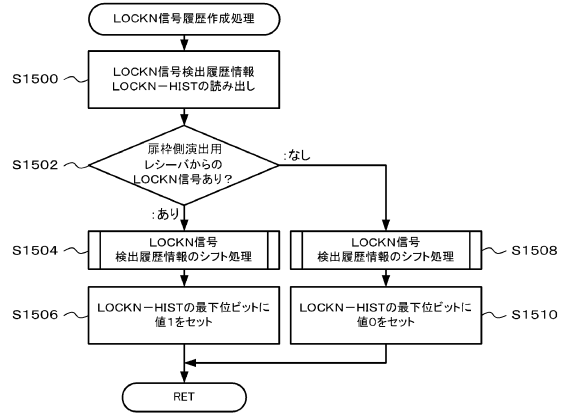 LOCKN信号履歴作成処理
S1500
LOCKN信号検出履歴情報
LOCKN−HISTの読み出し
S1502
扉枠側演出用
レシーバからの
LOCKN信号あり？
:なし
:あり
S1504
LOCKN信号
検出履歴情報のシフト処理
LOCKN信号
検出履歴情報のシフト処理
S1508
S1506
LOCKN−HISTの最下位ビットに
値1をセット
LOCKN−HISTの最下位ビットに
値0をセット
S1510
RET